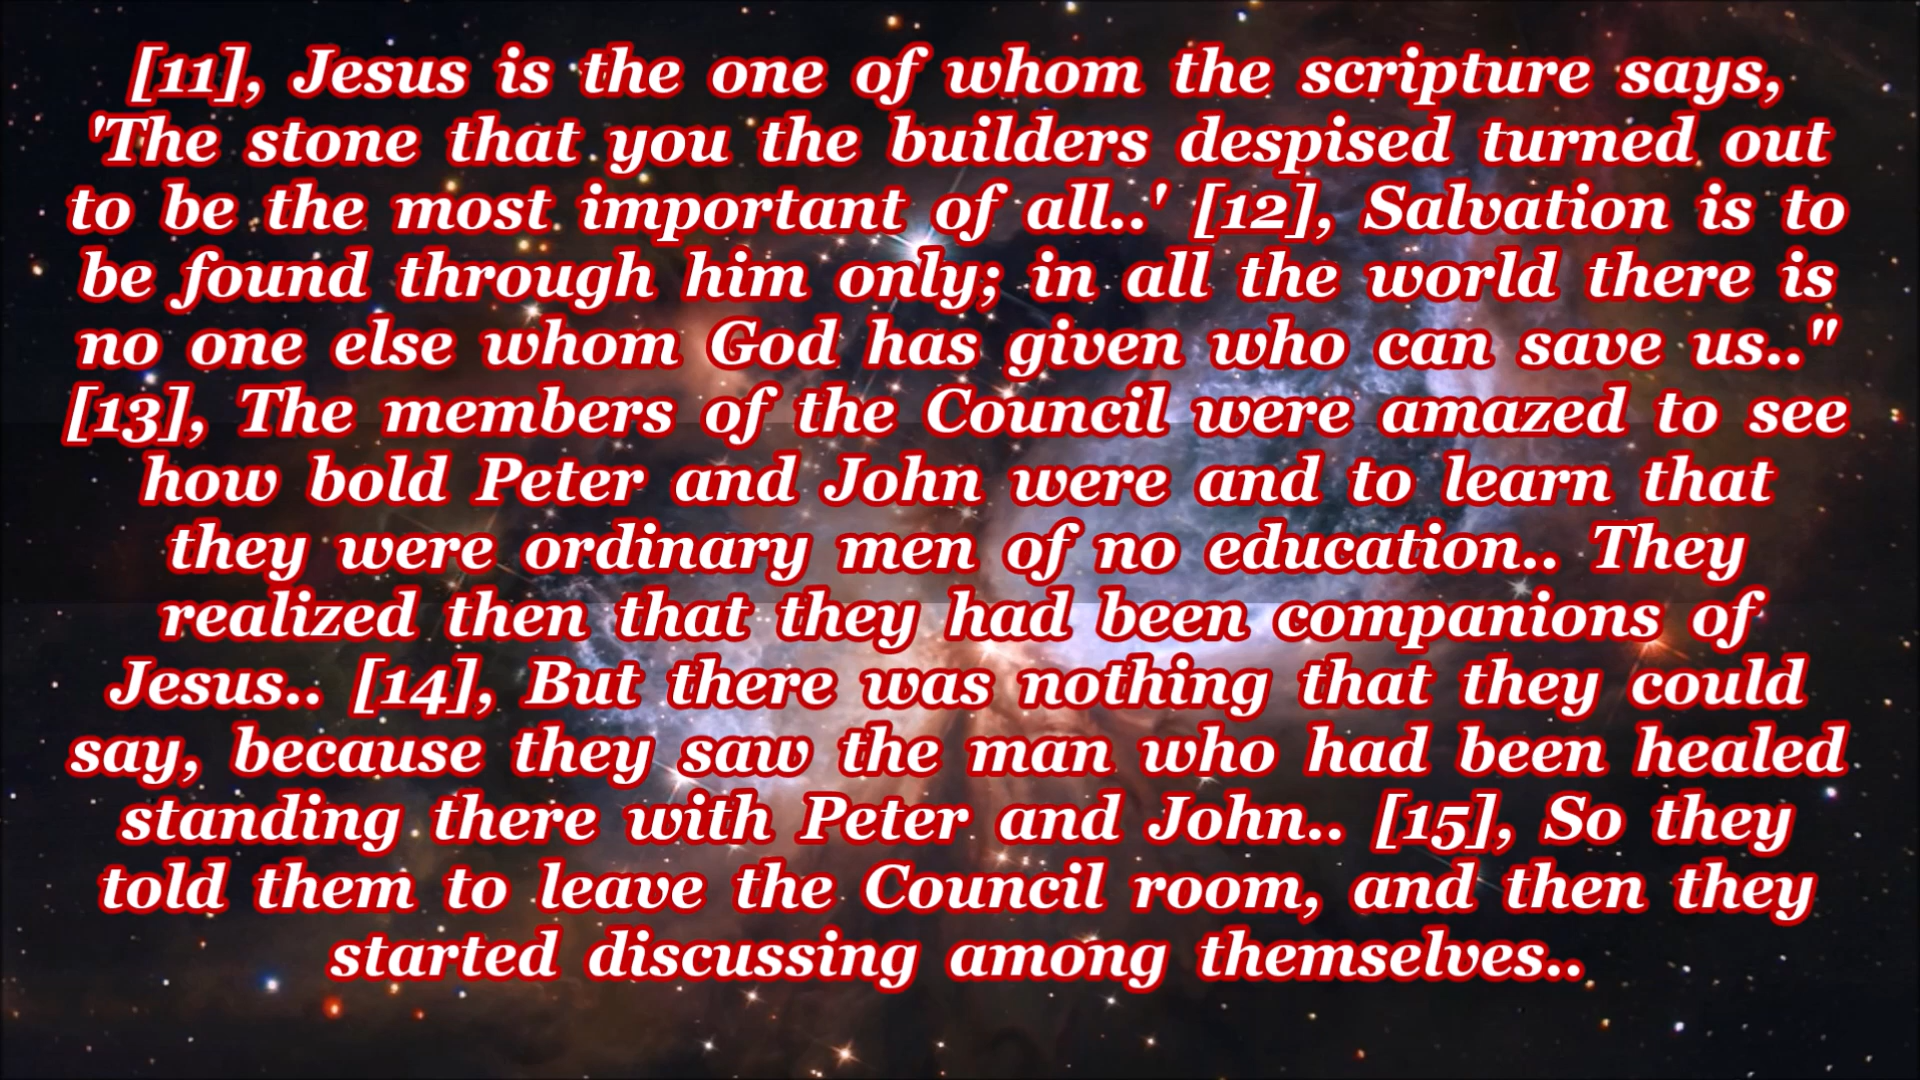 [11], Jesus is the one of whom the scripture says,
'The stone that you the builders despised turned out
to be the most important of all..' [12], Salvation is to
be found through him only; in all the world there is
no one else whom God has given who can save us.."
[13], The members of the Council were amazed to see
how bold Peter and John were and to learn that
they were ordinary men of no education.. They
realized then that they had been companions of
Jesus.. [14], But there was nothing that they could
say, because they saw the man who had been healed
standing there with Peter and John.. [15], So they
told them to leave the Council room, and then they
started discussing among themselves..